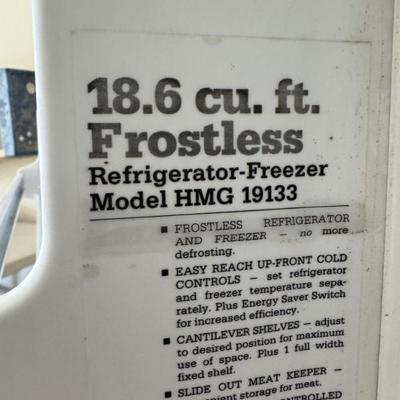 18.6 cu. ft.
Frostless
Refrigerator-Freezer
Model HMG 19133
■ FROSTLESS REFRIGERATOR
AND FREEZER – no more
defrosting.
■ EASY REACH UP-FRONT COLD
CONTROLS – set refrigerator
and freezer temperature sepa-
rately. Plus Energy Saver Switch
for increased efficiency.
■ CANTILEVER SHELVES – adjust
to desired position for maximum
use of space. Plus 1 full width
fixed shelf.
■ SLIDE OUT MEAT KEEPER –
storage for meat.